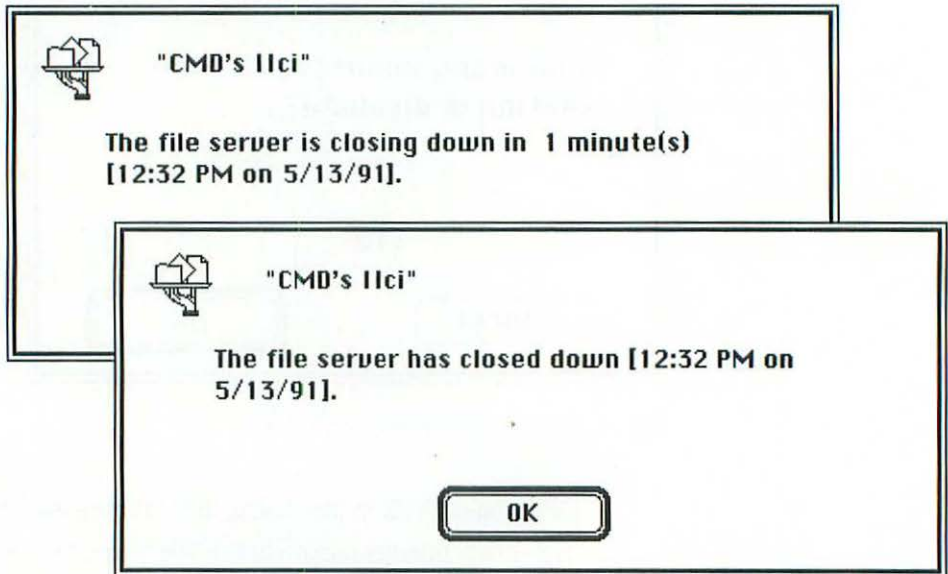 "CMD's IIci"
The file server is closing down in 1 minute(s)
[12:32 PM on 5/13/91].
"CMD's IIci"
The file server has closed down [12:32 PM on
5/13/91].
OK